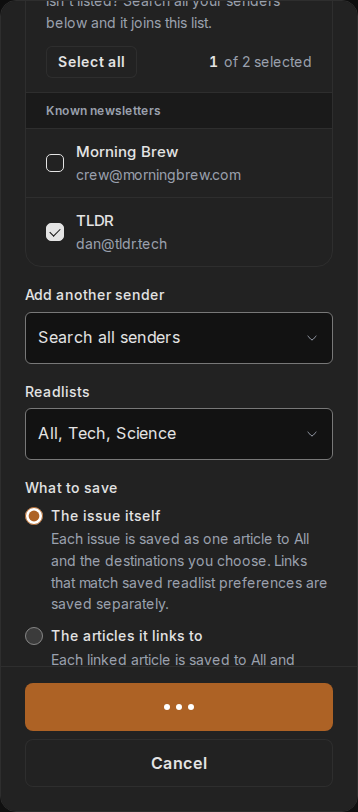 isn't listed? Search all your senders
below and it joins this list.
Select all
1 of 2 selected
Known newsletters
Morning Brew
crew@morningbrew.com
TLDR
dan@tldr.tech
Add another sender
Search all senders
Readlists
All, Tech, Science
What to save
The issue itself
Each issue is saved as one article to All
and the destinations you choose. Links
that match saved readlist preferences are
saved separately.
The articles it links to
Each linked article is saved to All and
Cancel